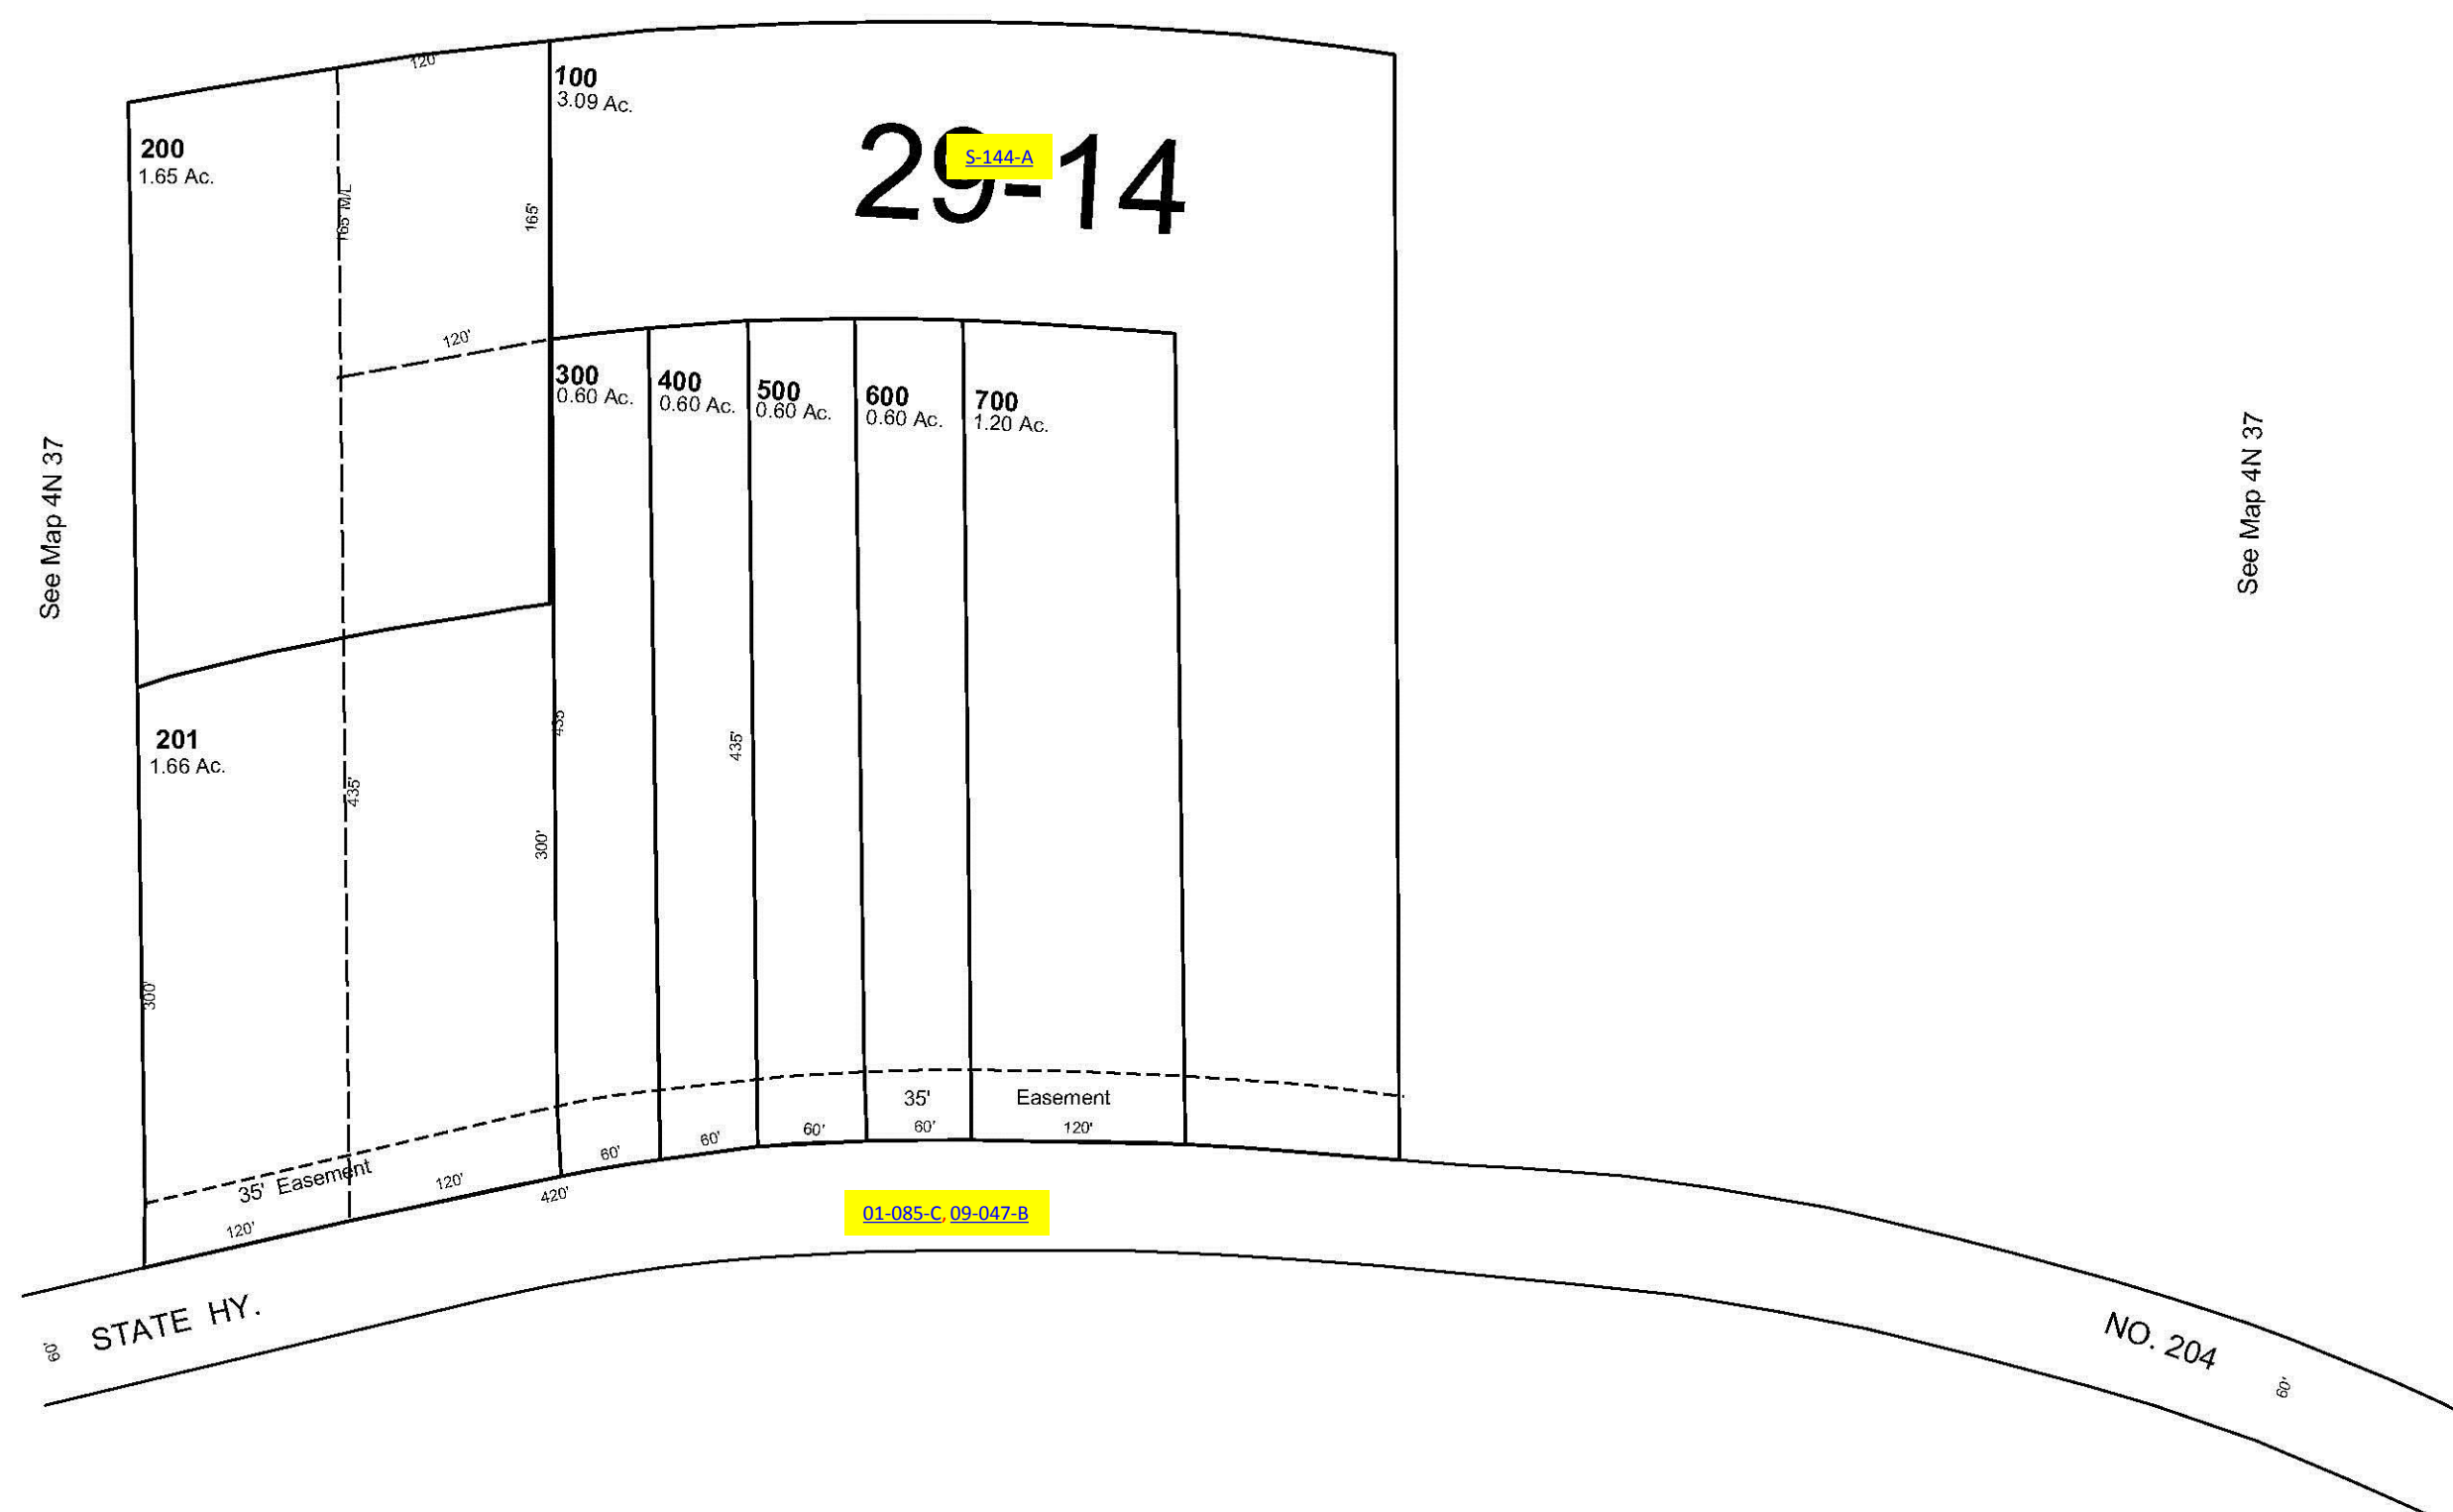 120'
100
3.09 Ac.
29-14
S-144-A
200
1.65 Ac.
165' M/L
165'
120'
300
0.60 Ac.
400
0.60 Ac.
500
0.60 Ac.
600
0.60 Ac.
700
1.20 Ac.
See Map 4N 37
See Map 4N 37
201
1.66 Ac.
435'
435'
435'
300'
300'
35' Easement
35' Easement
120'
120'
420'
60'
60'
60'
60'
120'
01-085-C, 09-047-B
STATE HY.
NO. 204
60'
60'